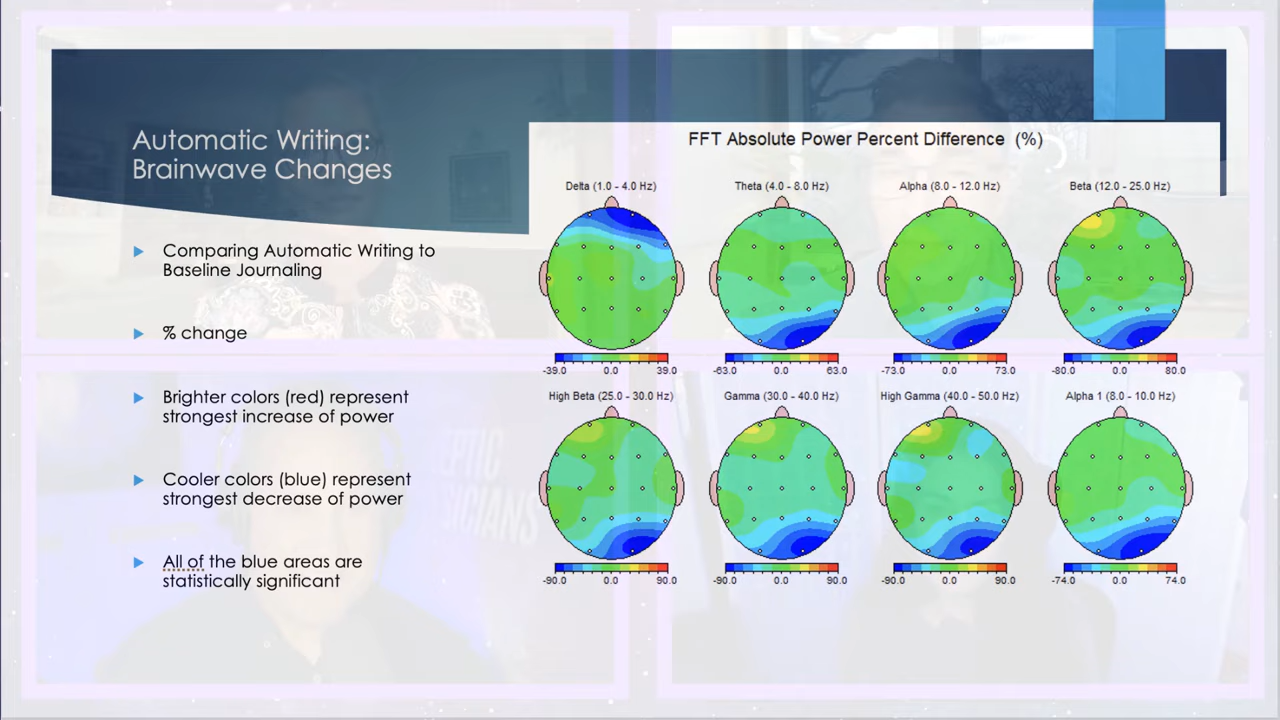 Automatic Writing:
Brainwave Changes
Comparing Automatic Writing to
Baseline Journaling
% change
Brighter colors (red) represent
strongest increase of power
Cooler colors (blue) represent
strongest decrease of power
All of the blue areas are
statistically significant
FFT Absolute Power Percent Difference (%)
Delta (1.0 - 4.0 Hz) Theta (4.0 - 8.0 Hz) Alpha (8.0 - 12.0 Hz) Beta (12.0 - 25.0 Hz)
-39.0 0.0 39.0 -63.0 0.0 63.0 -73.0 0.0 73.0 -80.0 0.0 80.0
High Beta (25.0 - 30.0 Hz) Gamma (30.0 - 40.0 Hz) High Gamma (40.0 - 50.0 Hz) Alpha 1 (8.0 - 10.0 Hz)
-90.0 0.0 90.0 -90.0 0.0 90.0 -90.0 0.0 90.0 -74.0 0.0 74.0